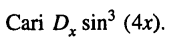 Cari $D_x \sin^3 (4x)$.